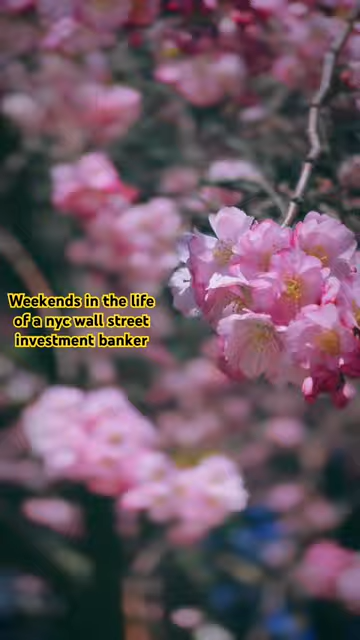 Weekends in the life
of a nyc wall street
investment banker